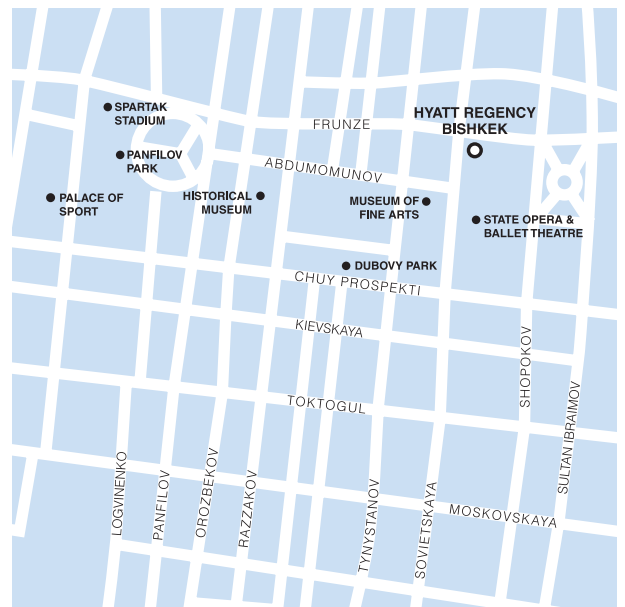 SPARTAK
STADIUM
FRUNZE
HYATT REGENCY
BISHKEK
PANFILOV
PARK
ABDUMOMUNOV
PALACE OF
SPORT
HISTORICAL
MUSEUM
MUSEUM OF
FINE ARTS
STATE OPERA &
BALLET THEATRE
DUBOVY PARK
CHUY PROSPEKTI
KIEVSKAYA
TOKTOGUL
SHOPOKOV
SULTAN IBRAIMOV
LOGVINENKO
PANFILOV
OROZBEKOV
RAZZAKOV
TYNYSTANOV
SOVIETSKAYA
MOSKOVSKAYA